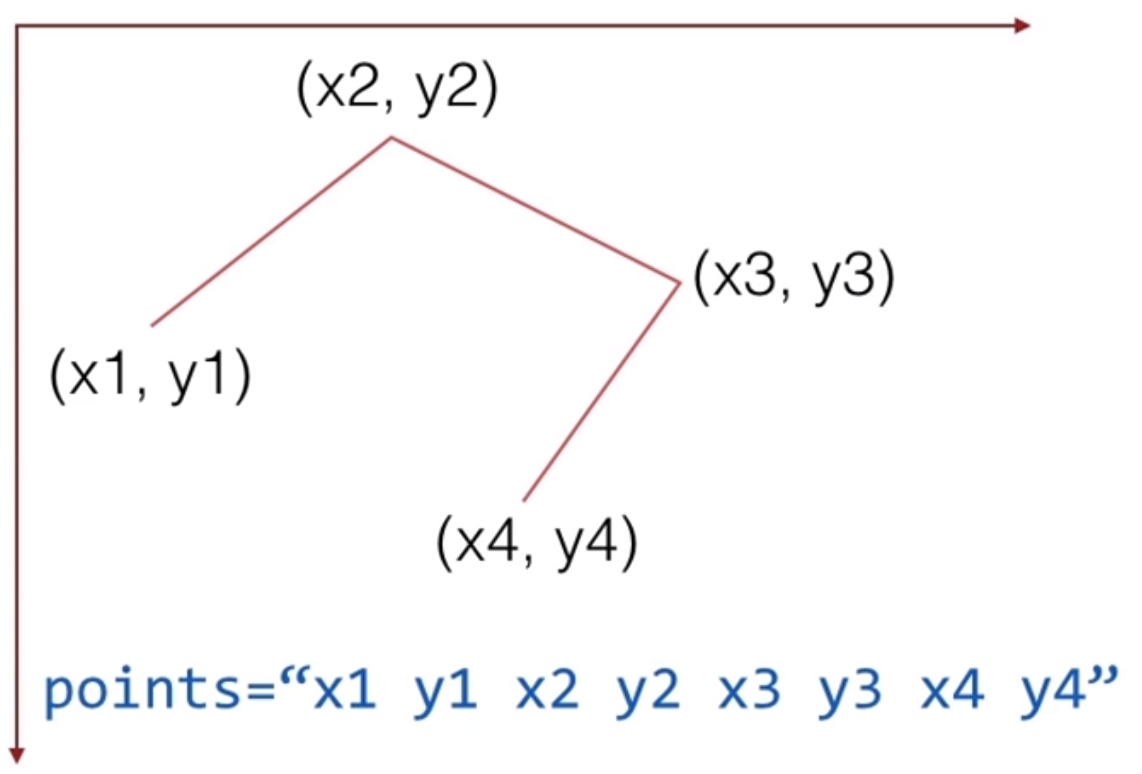 (x2, y2)
(x3, y3)
(x1, y1)
(x4, y4)
points=“x1 y1 x2 y2 x3 y3 x4 y4”